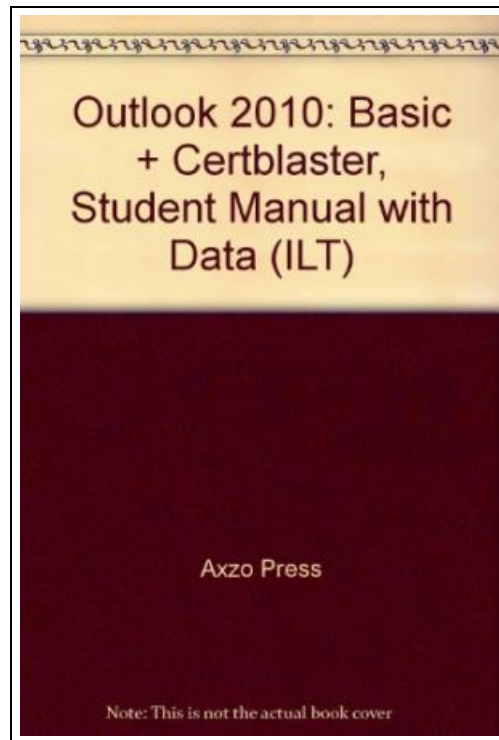 Outlook 2010: Basic
+ Certblaster,
Student Manual with
Data (ILT)
Axzo Press
Note: This is not the actual book cover